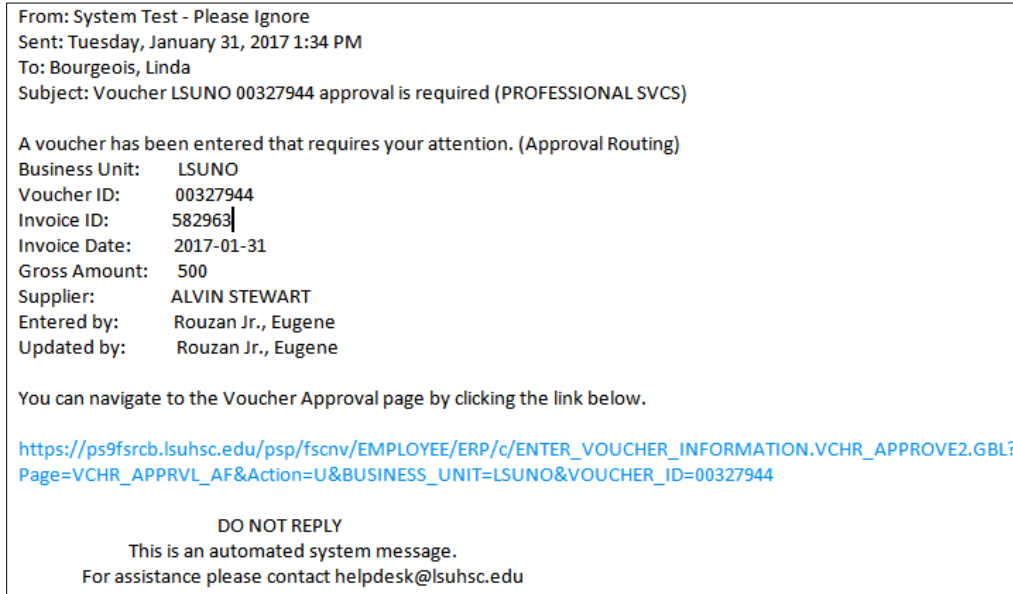 From: System Test - Please Ignore
Sent: Tuesday, January 31, 2017 1:34 PM
To: Bourgeois, Linda
Subject: Voucher LSUNO 00327944 approval is required (PROFESSIONAL SVCS)
A voucher has been entered that requires your attention. (Approval Routing)
Business Unit: LSUNO
Voucher ID: 00327944
Invoice ID: 582963
Invoice Date: 2017-01-31
Gross Amount: 500
Supplier: ALVIN STEWART
Entered by: Rouzan Jr., Eugene
Updated by: Rouzan Jr., Eugene
You can navigate to the Voucher Approval page by clicking the link below.
https://ps9fsrcb.lsuhsc.edu/psp/fscnv/EMPLOYEE/ERP/c/ENTER_VOUCHER_INFORMATION.VCHR_APPROVE2.GBL?
Page=VCHR_APPRVL_AF&Action=U&BUSINESS_UNIT=LSUNO&VOUCHER_ID=00327944
DO NOT REPLY
This is an automated system message.
For assistance please contact helpdesk@lsuhsc.edu